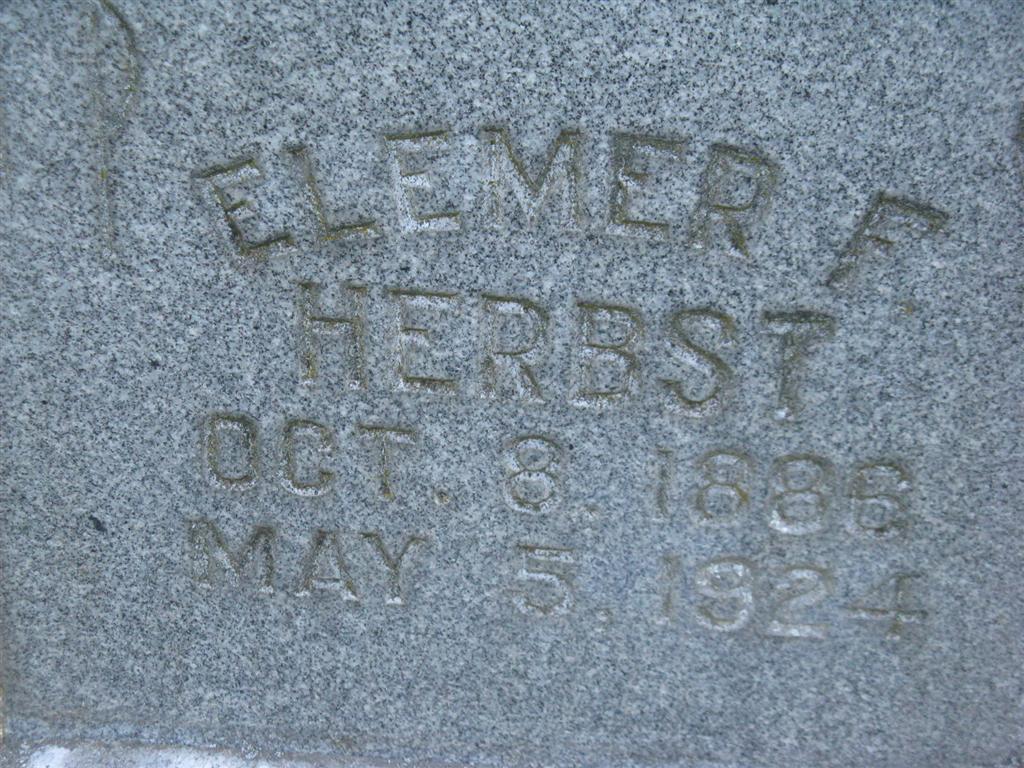 ELEMER F.
HERBST
OCT. 8. 1886
MAY 5. 1924